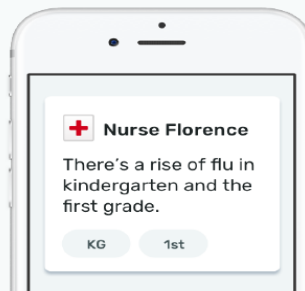 Nurse Florence
There's a rise of flu in
kindergarten and the
first grade.
KG 1st